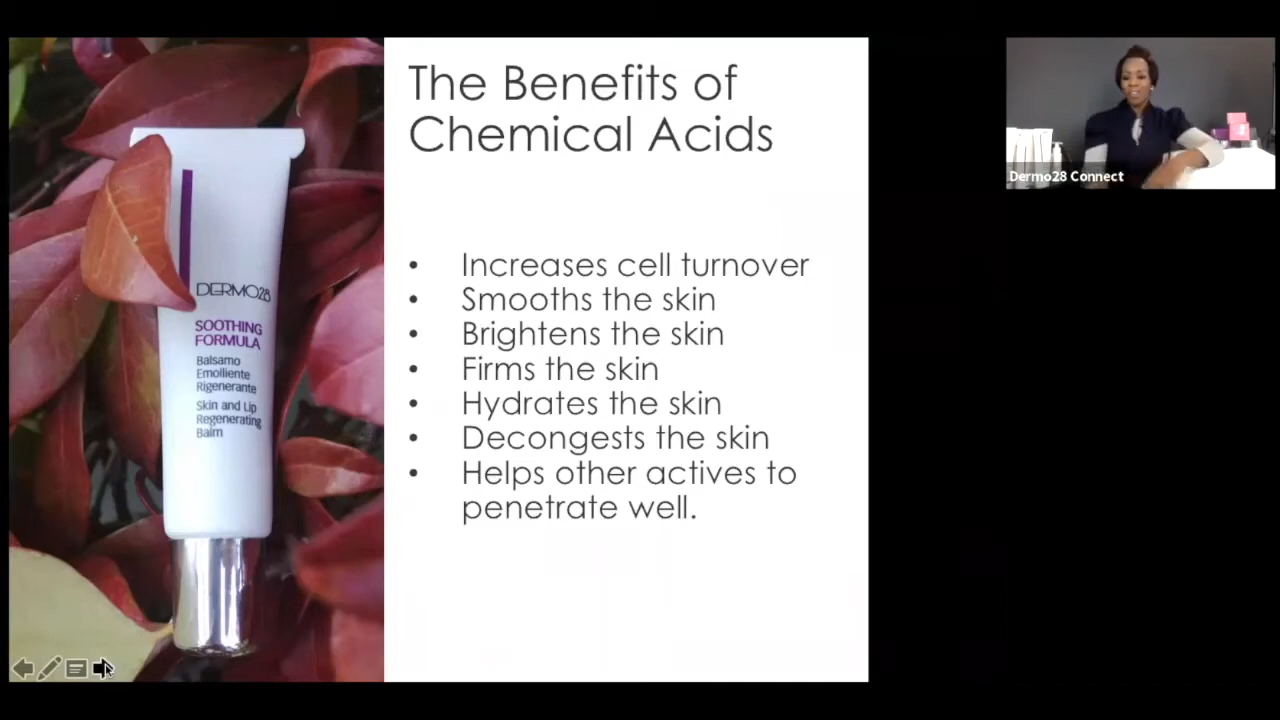 The Benefits of
Chemical Acids
• Increases cell turnover
• Smooths the skin
• Brightens the skin
• Firms the skin
• Hydrates the skin
• Decongests the skin
• Helps other actives to
penetrate well.
DERMO28
SOOTHING
FORMULA
Balsamo
Emolliente
Rigenerante
Skin and Lip
Regenerating
Balm
Dermo28 Connect